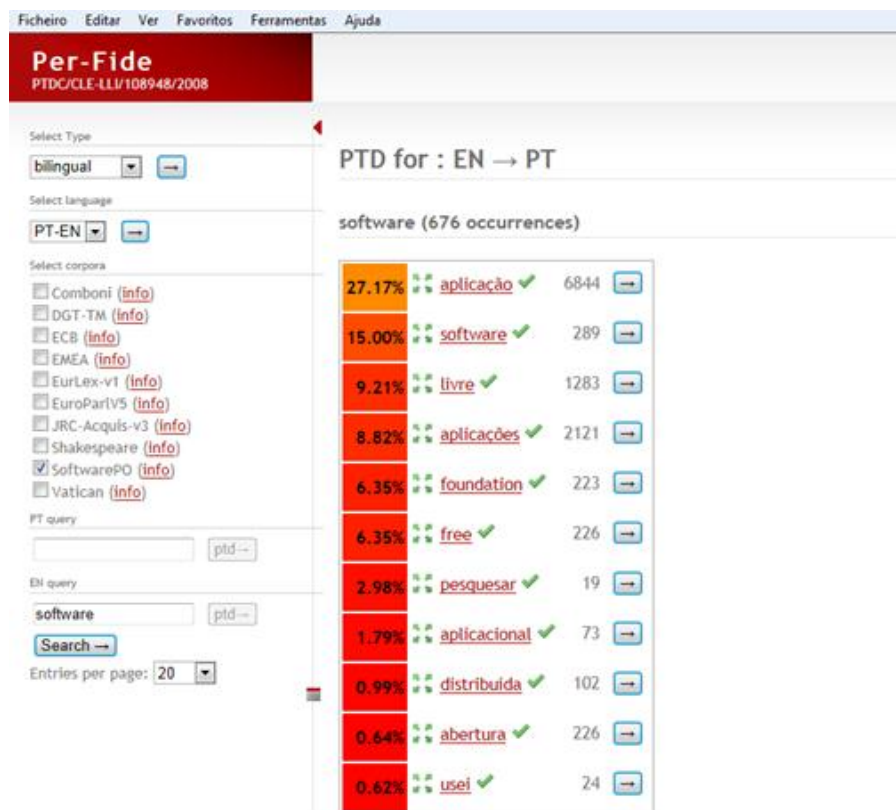 Ficheiro Editar Ver Favoritos Ferramentas Ajuda
Per-Fide
PTDC/CLE-LLI/108948/2008
Select Type
bilingual →
Select language
PT-EN →
Select corpora
Comboni (info)
DGT-TM (info)
ECB (info)
EMEA (info)
EurLex-v1 (info)
EuroParlV5 (info)
JRC-Acquis-v3 (info)
Shakespeare (info)
SoftwarePO (info)
Vatican (info)
PT query
ptd→
EN query
software ptd→
Search →
Entries per page: 20
PTD for : EN → PT
software (676 occurrences)
27.17% aplicação 6844 →
15.00% software 289 →
9.21% livre 1283 →
8.82% aplicações 2121 →
6.35% foundation 223 →
6.35% free 226 →
2.98% pesquesar 19 →
1.79% aplicacional 73 →
0.99% distribuida 102 →
0.64% abertura 226 →
0.62% usei 24 →